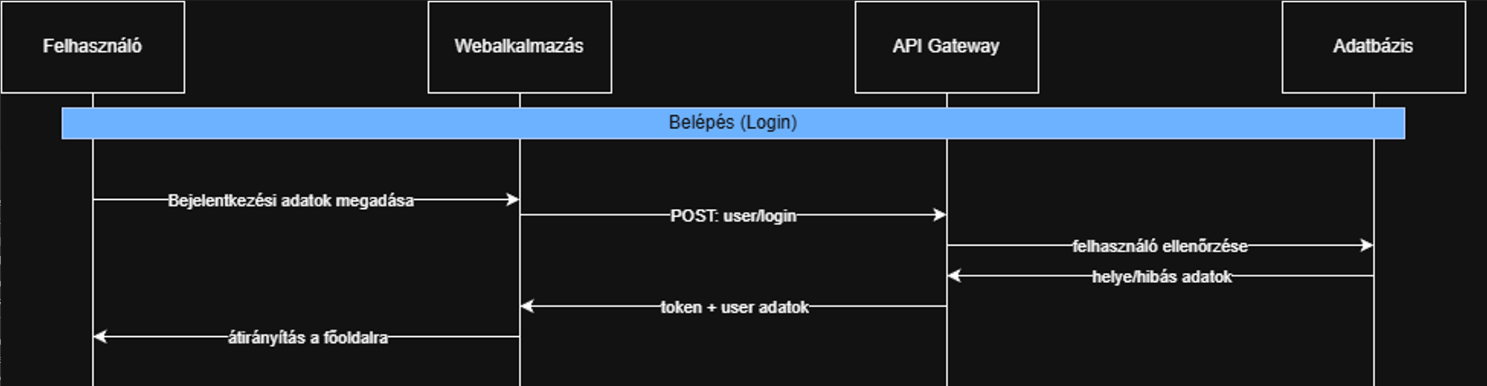 Felhasználó
Webalkalmazás
API Gateway
Adatbázis
Belépés (Login)
Bejelentkezési adatok megadása
POST: user/login
felhasználó ellenőrzése
helye/hibás adatok
token + user adatok
átirányítás a főoldalra